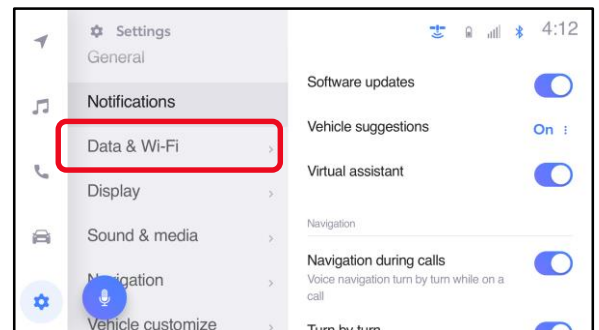 Settings
4:12
General
Notifications
Data & Wi-Fi
Display
Sound & media
Navigation
Vehicle customize
Software updates
Vehicle suggestions
On
Virtual assistant
Navigation
Navigation during calls
Voice navigation turn by turn while on a
call
Turn by turn